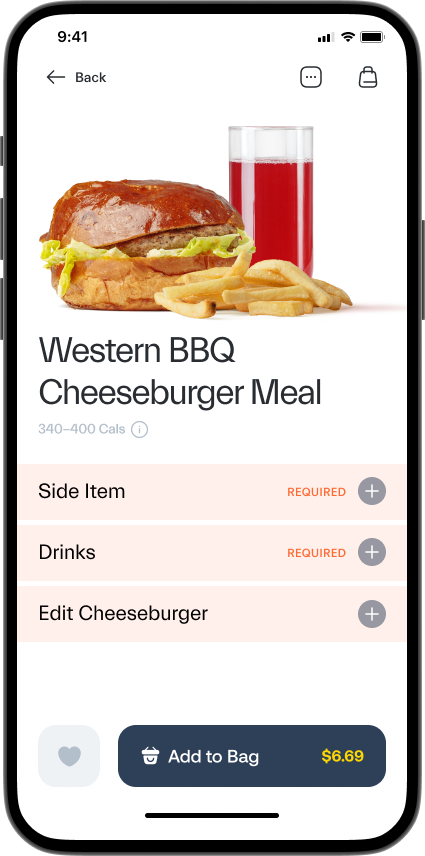 9:41
Back
Western BBQ
Cheeseburger Meal
340–400 Cals
Side Item REQUIRED
Drinks REQUIRED
Edit Cheeseburger
Add to Bag $6.69